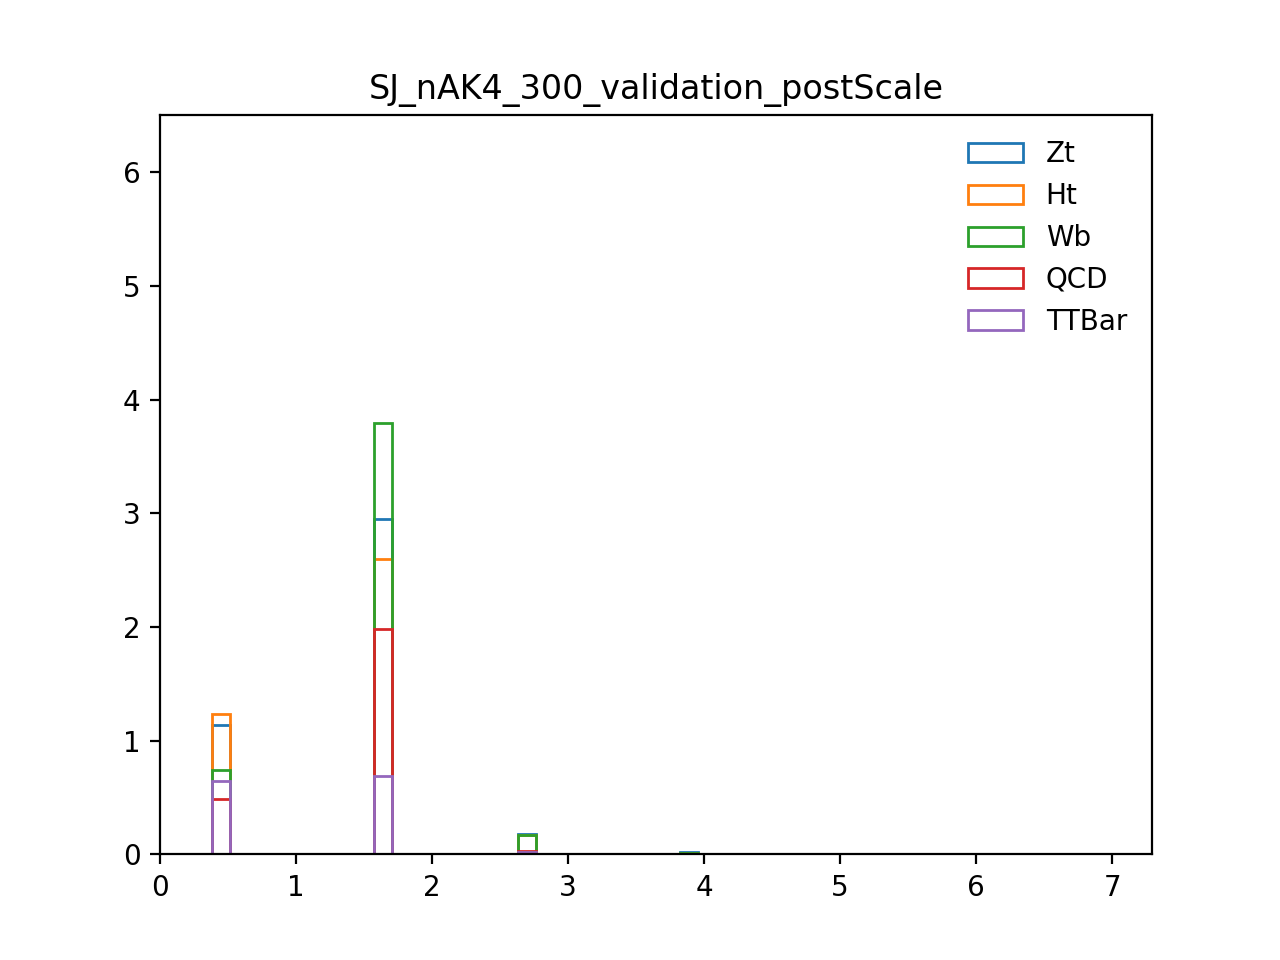 SJ_nAK4_300_validation_postScale
Zt
Ht
Wb
QCD
TTBar
6
5
4
3
2
1
0
0 1 2 3 4 5 6 7